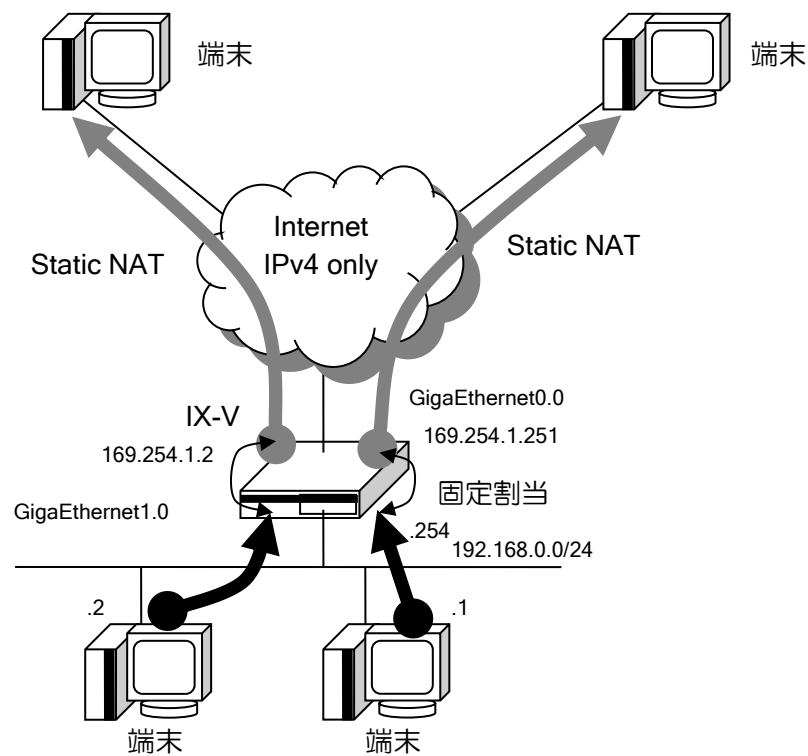 端末
端末
Internet
IPv4 only
Static NAT
Static NAT
GigaEthernet0.0
IX-V
169.254.1.2
169.254.1.251
固定割当
GigaEthernet1.0
.254
192.168.0.0/24
.2
.1
端末
端末